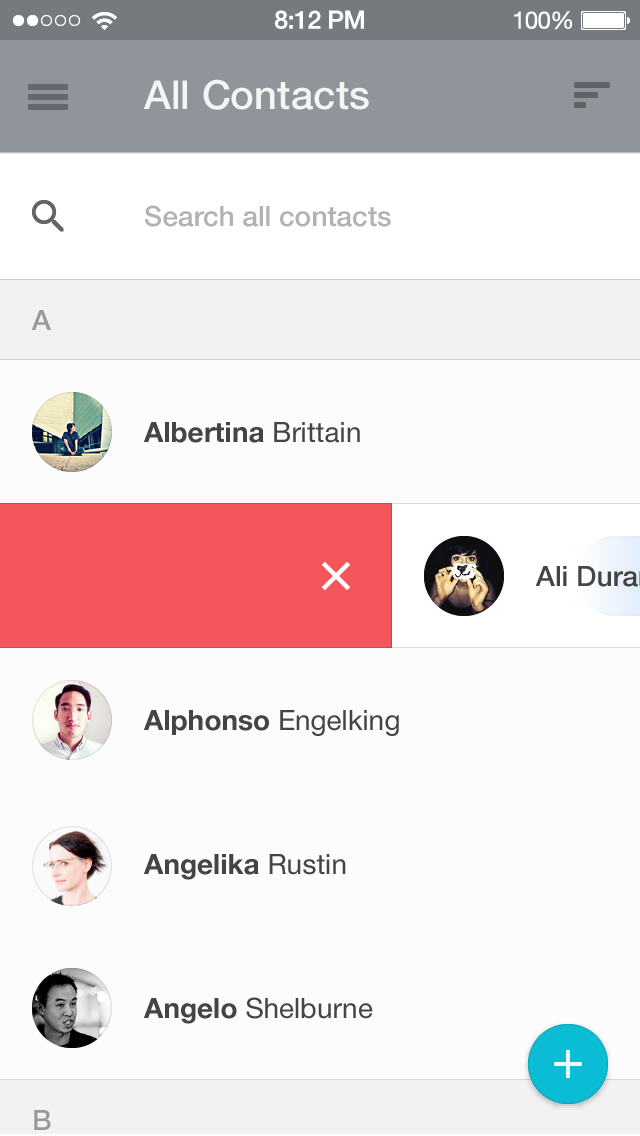 8:12 PM 100%
All Contacts
Search all contacts
A
Albertina Brittain
Ali Dura
Alphonso Engelking
Angelika Rustin
Angelo Shelburne
B